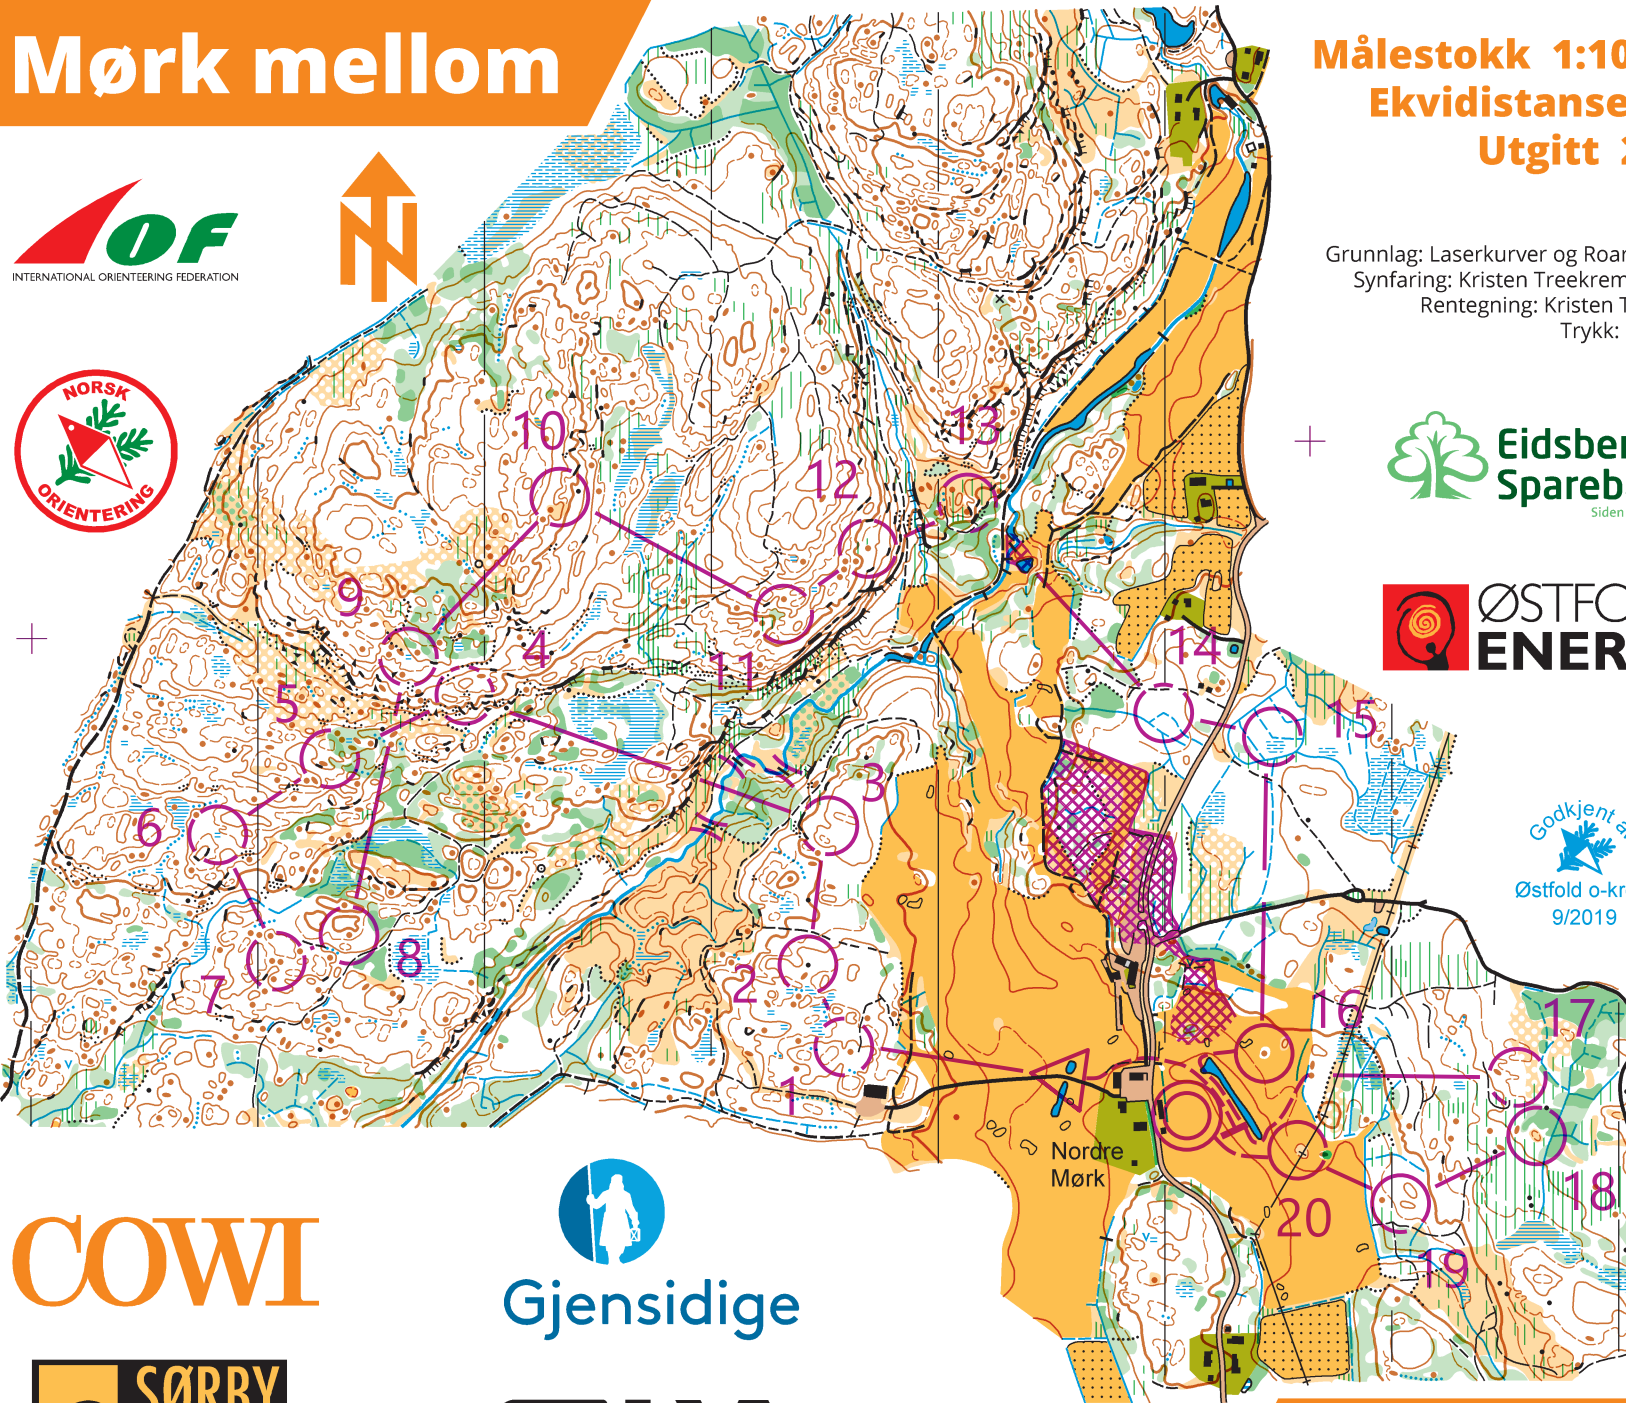 Mørk mellom
Målestokk 1:10
Ekvidistanse
Utgitt
IOF
INTERNATIONAL ORIENTEERING FEDERATION
N
Grunnlag: Laserkurver og Roar
Synfaring: Kristen Treekrem
Rentegning: Kristen T
Trykk:
NORSK
ORIENTERING
Eidsber
Spareb
Siden
ØSTFO
ENER
Godkjent a
Østfold o-kr
9/2019
10
13
12
9
4
11
5
14
15
3
6
8
7
2
16
17
1
Nordre
Mørk
18
20
19
COWI
Gjensidige
SØRBY